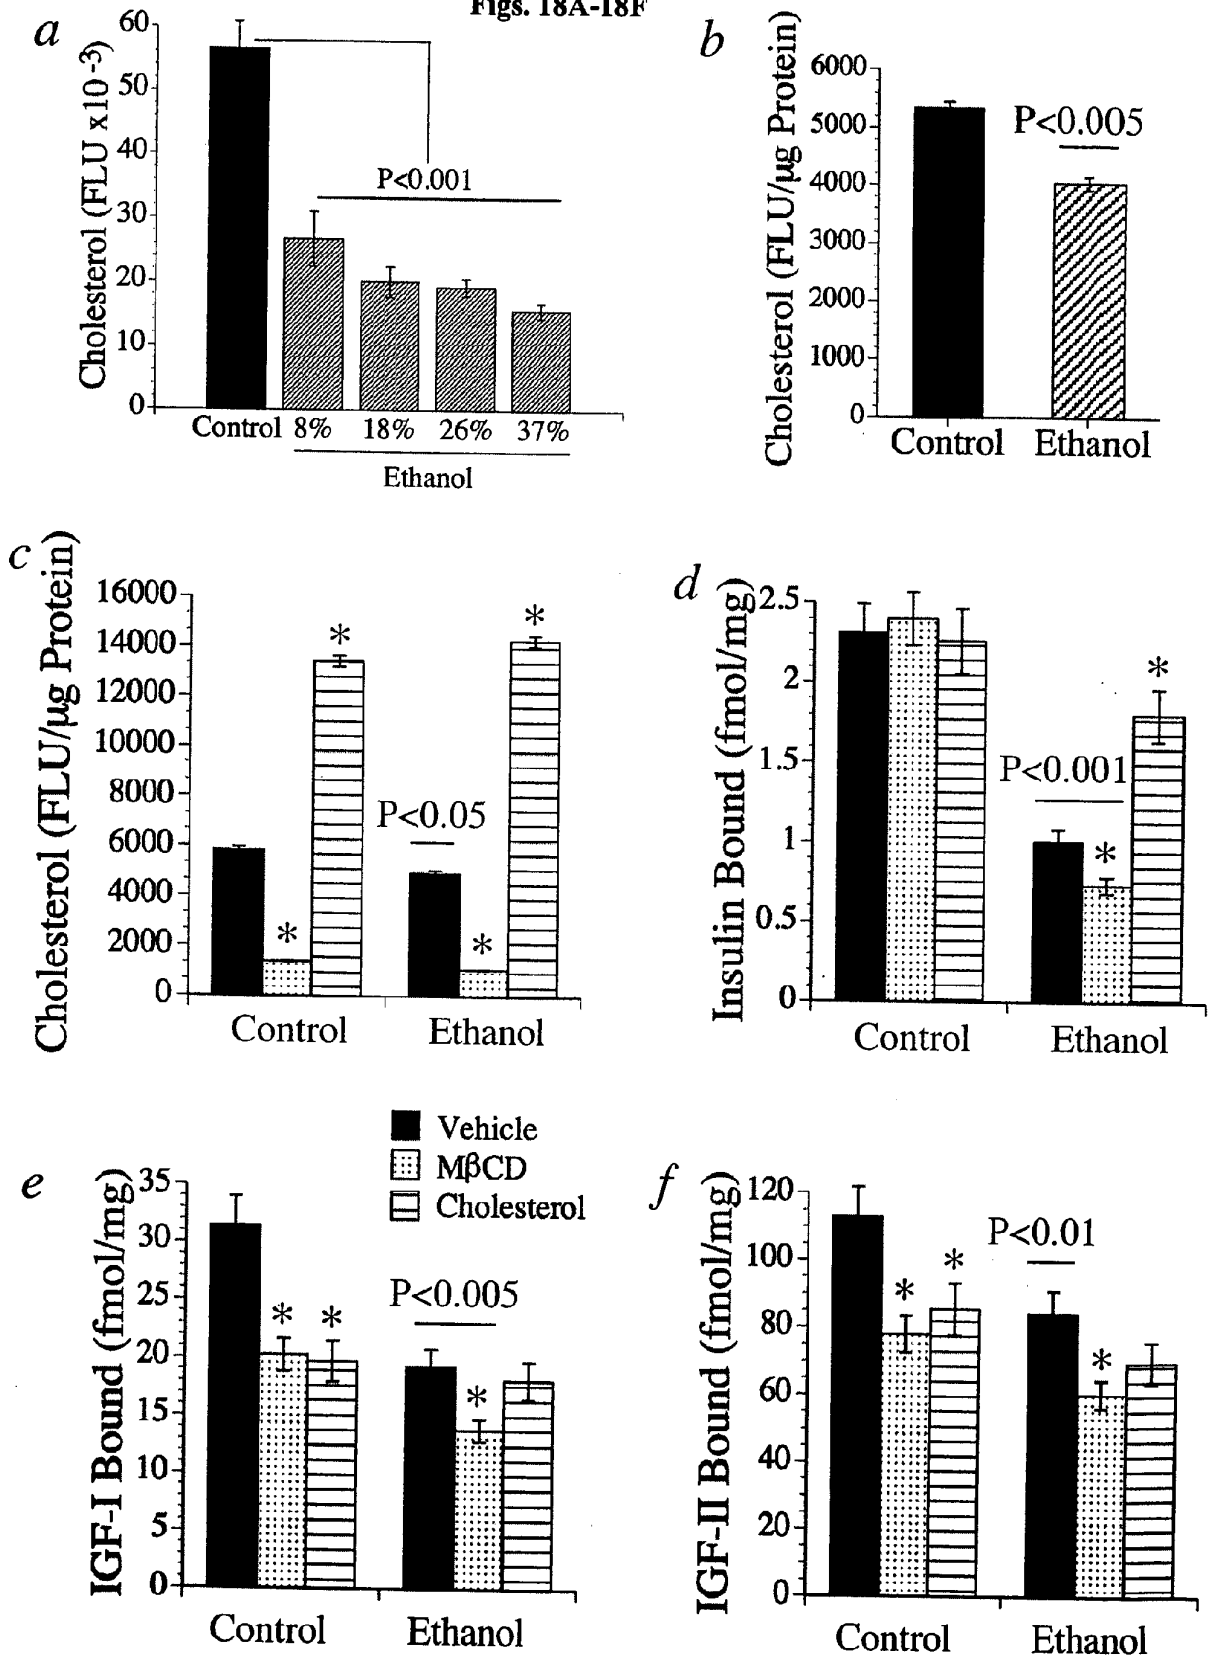 Figs. 18A-18F
a
Cholesterol (FLU x10-3)
60
50
40
30
20
10
0
P<0.001
Control 8% 18% 26% 37%
Ethanol
b
Cholesterol (FLU/µg Protein)
6000
5000
4000
3000
2000
1000
0
P<0.005
Control Ethanol
c
Cholesterol (FLU/µg Protein)
16000
14000
12000
10000
8000
6000
4000
2000
0
*
*
P<0.05
*
*
Control Ethanol
d
Insulin Bound (fmol/mg)
2.5
2
1.5
1
0.5
0
P<0.001
*
*
Control Ethanol
Vehicle
MβCD
Cholesterol
e
IGF-I Bound (fmol/mg)
35
30
25
20
15
10
5
0
* *
P<0.005
*
Control Ethanol
f
IGF-II Bound (fmol/mg)
120
100
80
60
40
20
0
* *
P<0.01
*
Control Ethanol